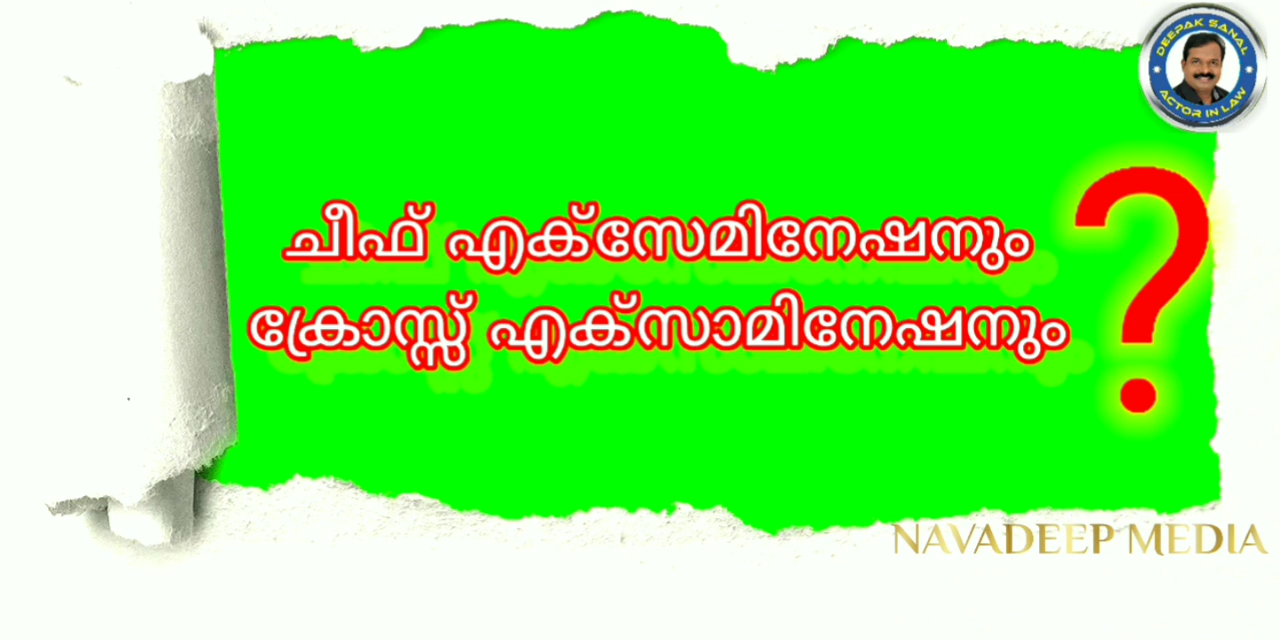 DEEPAK SANAL
ACTOR IN LAW
ചീഫ് എക്സേമിനേഷനും
ക്രോസ്സ് എക്സാമിനേഷനും
?
NAVADEEP MEDIA